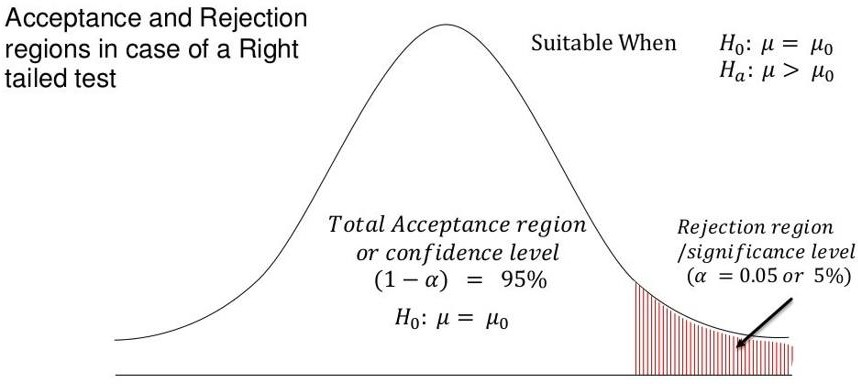 Acceptance and Rejection
regions in case of a Right
tailed test
Suitable When
H₀: μ = μ₀
Hₐ: μ > μ₀
Total Acceptance region
or confidence level
(1 − α) = 95%
H₀: μ = μ₀
Rejection region
/significance level
(α = 0.05 or 5%)